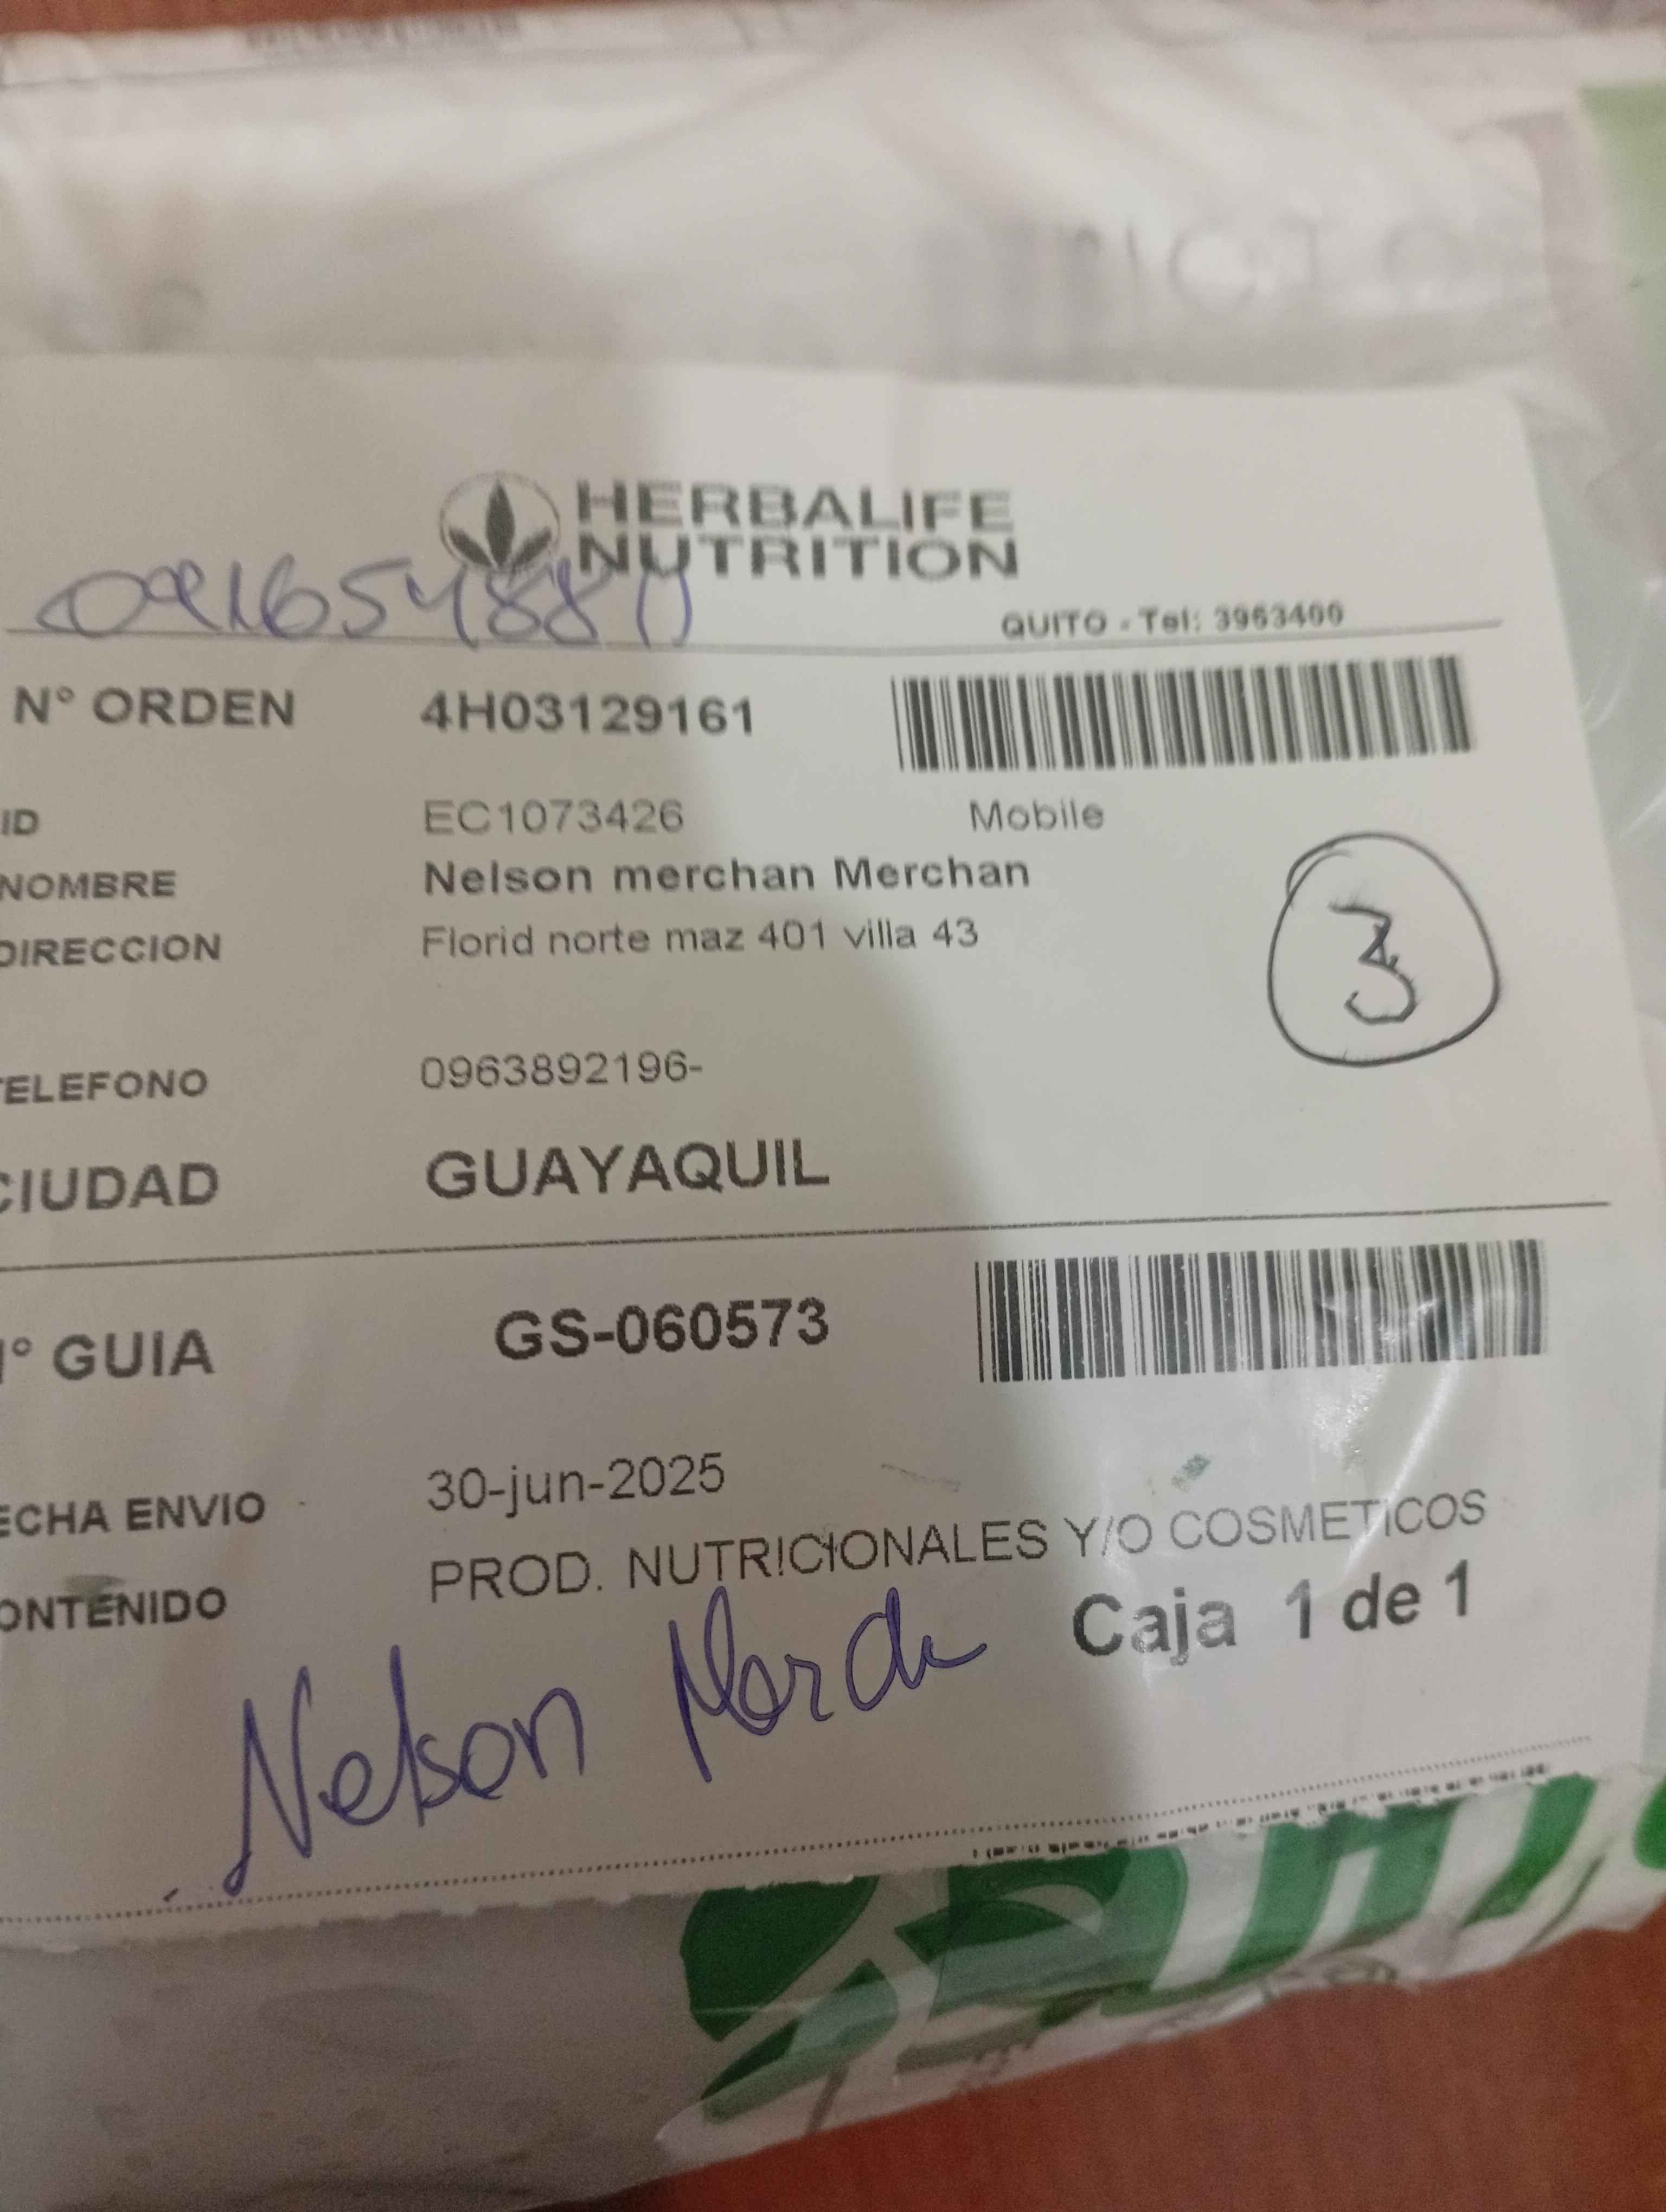 HERBALIFE
NUTRITION
QUITO - Tel: 3963400
N° ORDEN 4H03129161
ID EC1073426 Mobile
NOMBRE Nelson merchan Merchan
DIRECCION Florid norte maz 401 villa 43
3
TELEFONO 0963892196-
CIUDAD GUAYAQUIL
N° GUIA GS-060573
FECHA ENVIO 30-jun-2025
CONTENIDO PROD. NUTRICIONALES Y/O COSMETICOS
Caja 1 de 1
Nelson